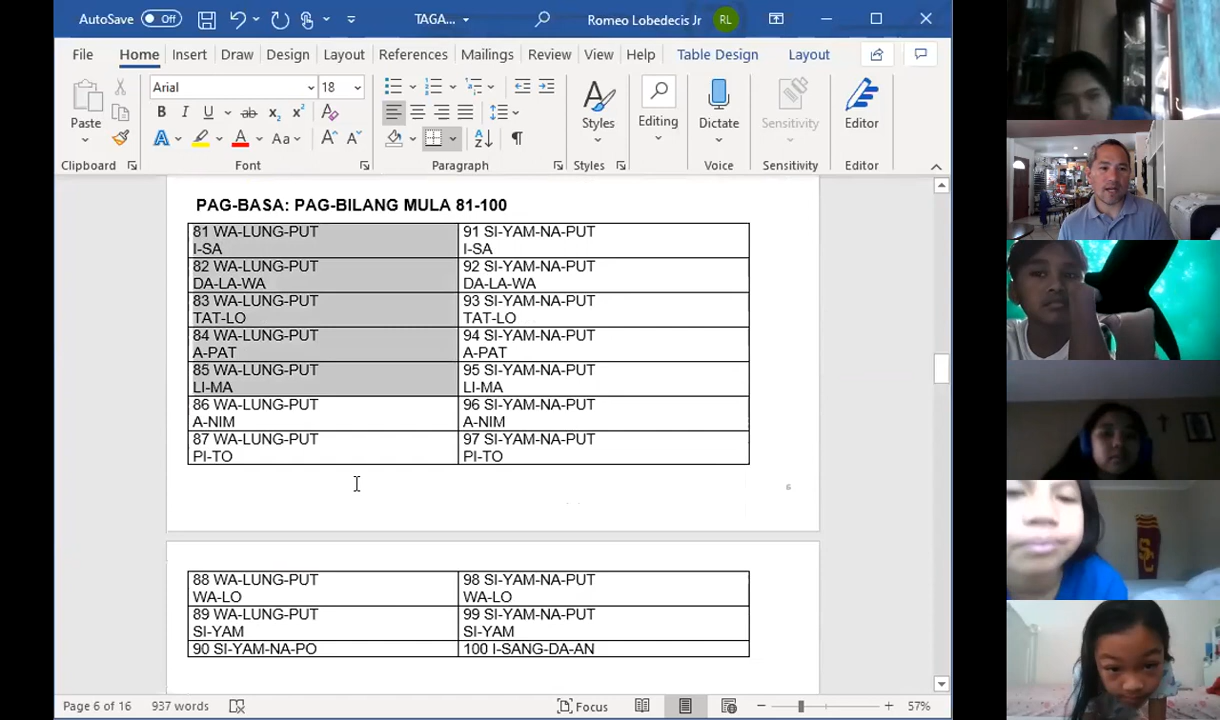 AutoSave Off TAGA... Romeo Lobedecis Jr RL
File Home Insert Draw Design Layout References Mailings Review View Help Table Design Layout
Arial 18
Paste B I U ab x₂ x² A Styles Editing Dictate Sensitivity Editor
A A Aa A A
Clipboard Font Paragraph Styles Voice Sensitivity Editor
PAG-BASA: PAG-BILANG MULA 81-100
81 WA-LUNG-PUT
I-SA
91 SI-YAM-NA-PUT
I-SA
82 WA-LUNG-PUT
DA-LA-WA
92 SI-YAM-NA-PUT
DA-LA-WA
83 WA-LUNG-PUT
TAT-LO
93 SI-YAM-NA-PUT
TAT-LO
84 WA-LUNG-PUT
A-PAT
94 SI-YAM-NA-PUT
A-PAT
85 WA-LUNG-PUT
LI-MA
95 SI-YAM-NA-PUT
LI-MA
86 WA-LUNG-PUT
A-NIM
96 SI-YAM-NA-PUT
A-NIM
87 WA-LUNG-PUT
PI-TO
97 SI-YAM-NA-PUT
PI-TO
6
88 WA-LUNG-PUT
WA-LO
98 SI-YAM-NA-PUT
WA-LO
89 WA-LUNG-PUT
SI-YAM
99 SI-YAM-NA-PUT
SI-YAM
90 SI-YAM-NA-PO
100 I-SANG-DA-AN
Page 6 of 16 937 words Focus 57%
SC